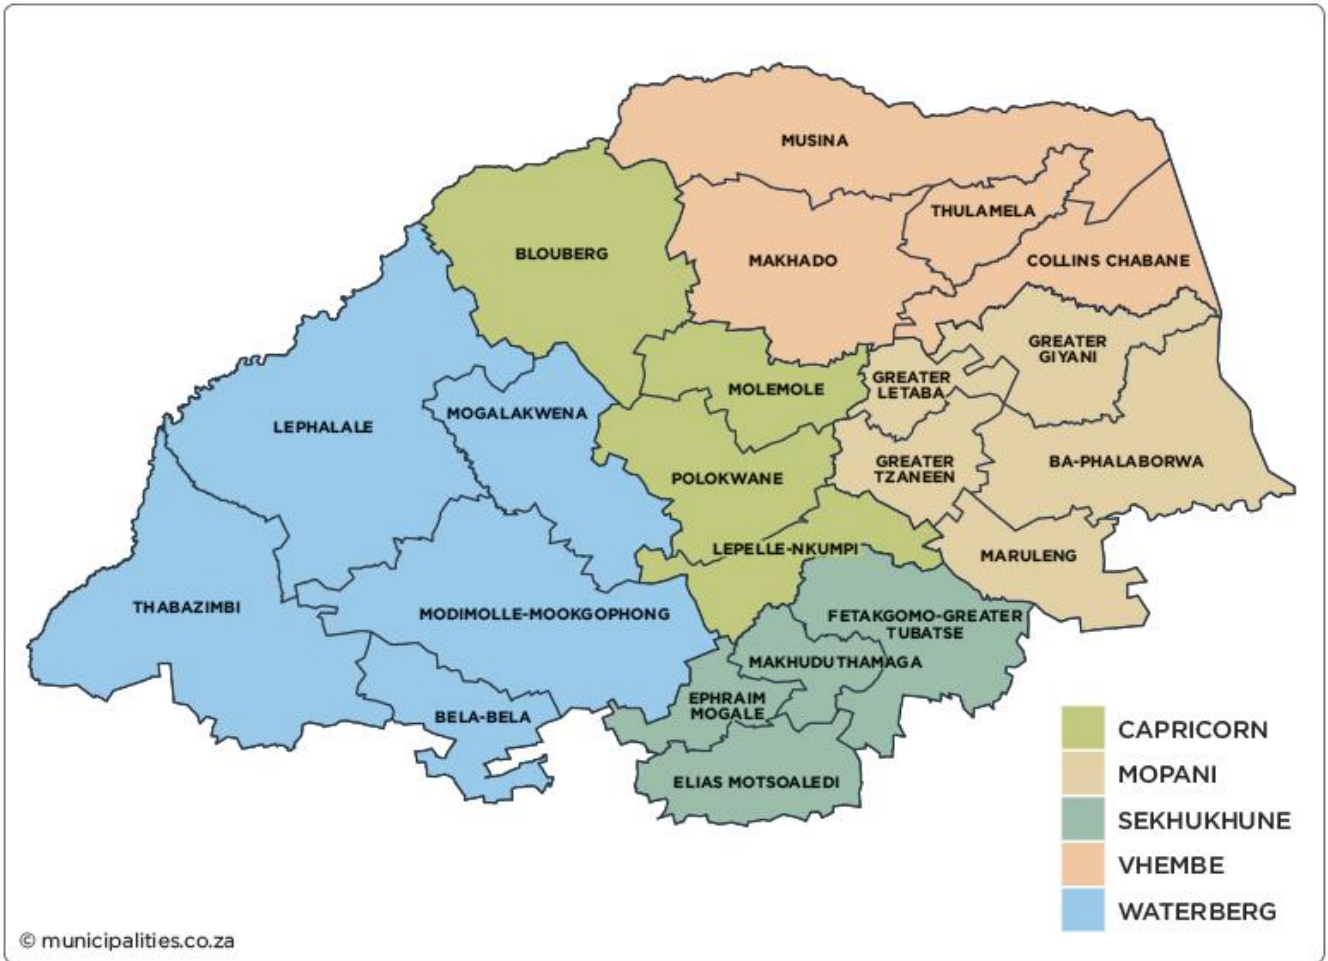 MUSINA
THULAMELA
BLOUBERG
MAKHADO
COLLINS CHABANE
GREATER
GIYANI
MOLEMOLE
GREATER
LETABA
LEPHALALE
MOGALAKWENA
POLOKWANE
GREATER
TZANEEN
BA-PHALABORWA
LEPELLE-NKUMPI
MARULENG
THABAZIMBI
MODIMOLLE-MOOKGOPHONG
FETAKGOMO-GREATER
TUBATSE
MAKHUDUTHAMAGA
EPHRAIM
MOGALE
BELA-BELA
ELIAS MOTSOALEDI
CAPRICORN
MOPANI
SEKHUKHUNE
VHEMBE
WATERBERG
© municipalities.co.za